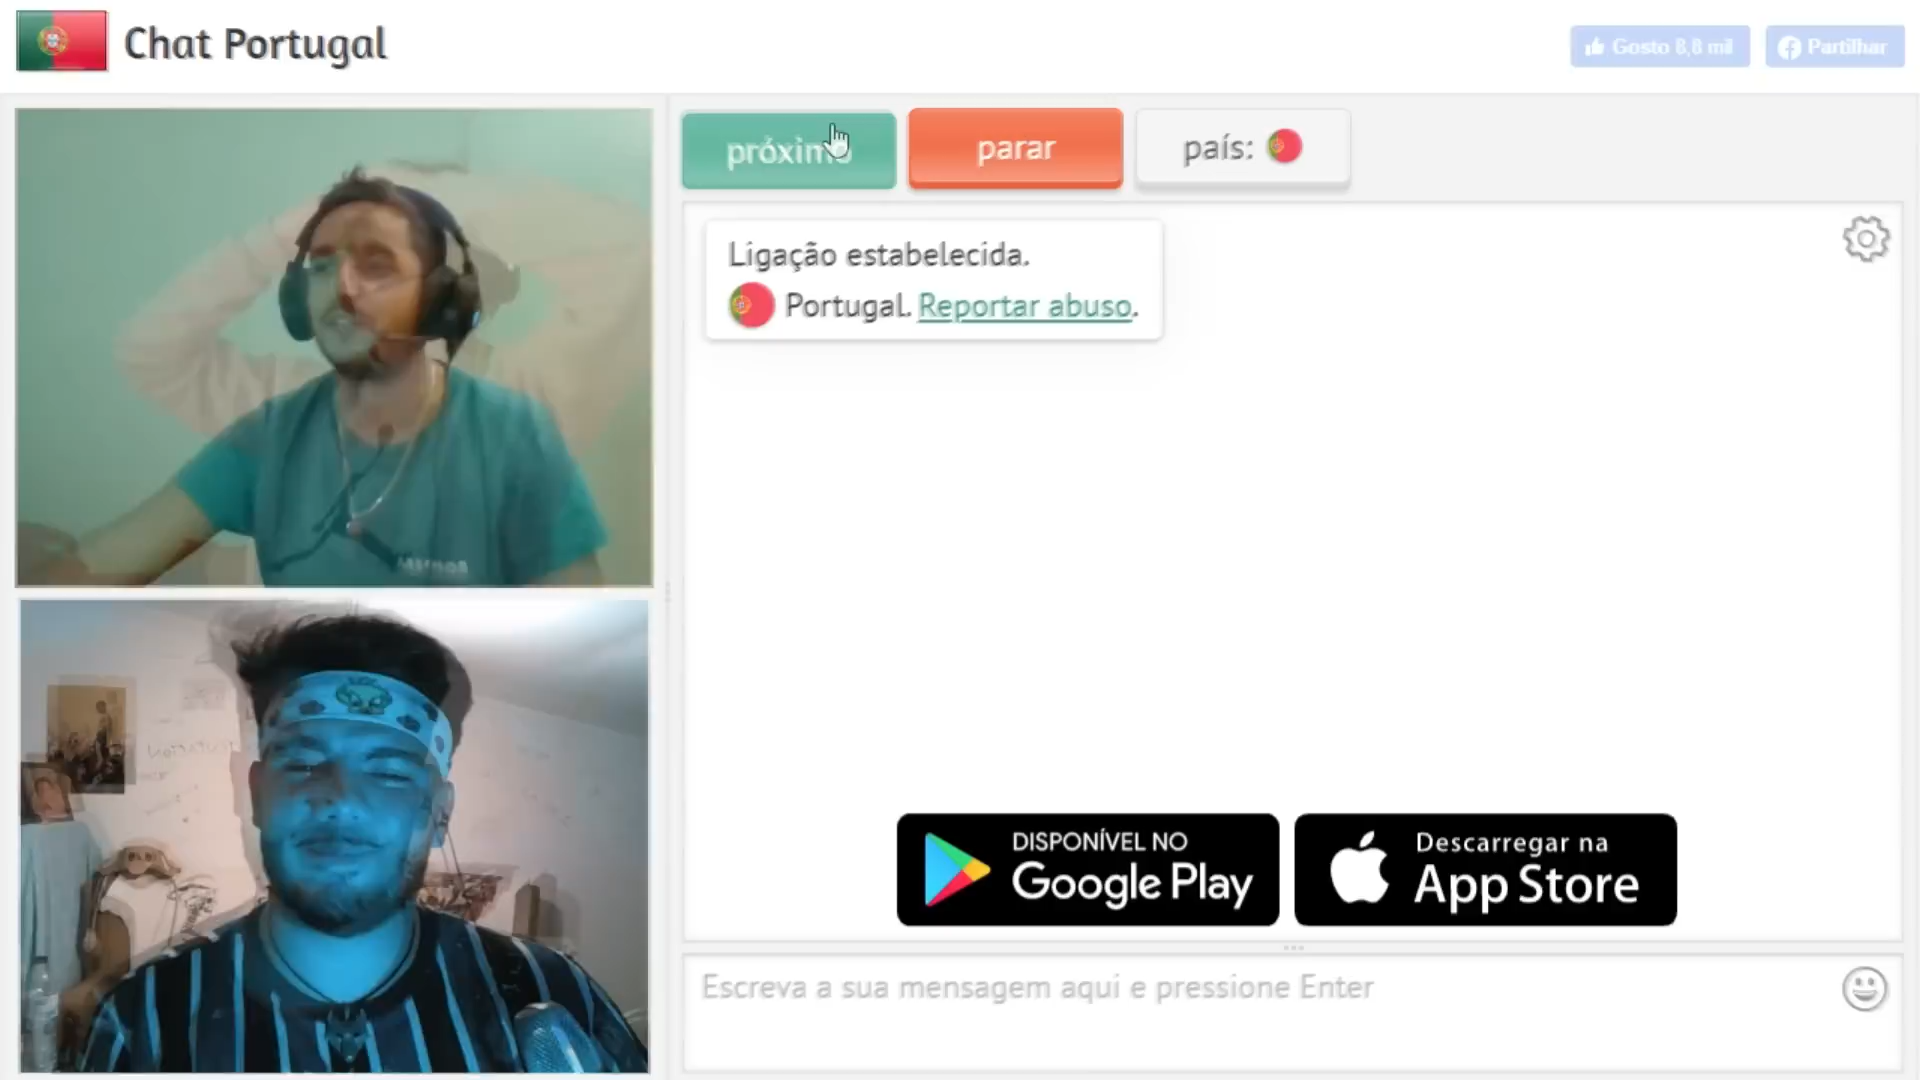 Chat Portugal
Gosto 8,8 mil
Partilhar
próximo
parar
país:
Ligação estabelecida.
Portugal. Reportar abuso.
DISPONÍVEL NO
Google Play
Descarregar na
App Store
Escreva a sua mensagem aqui e pressione Enter